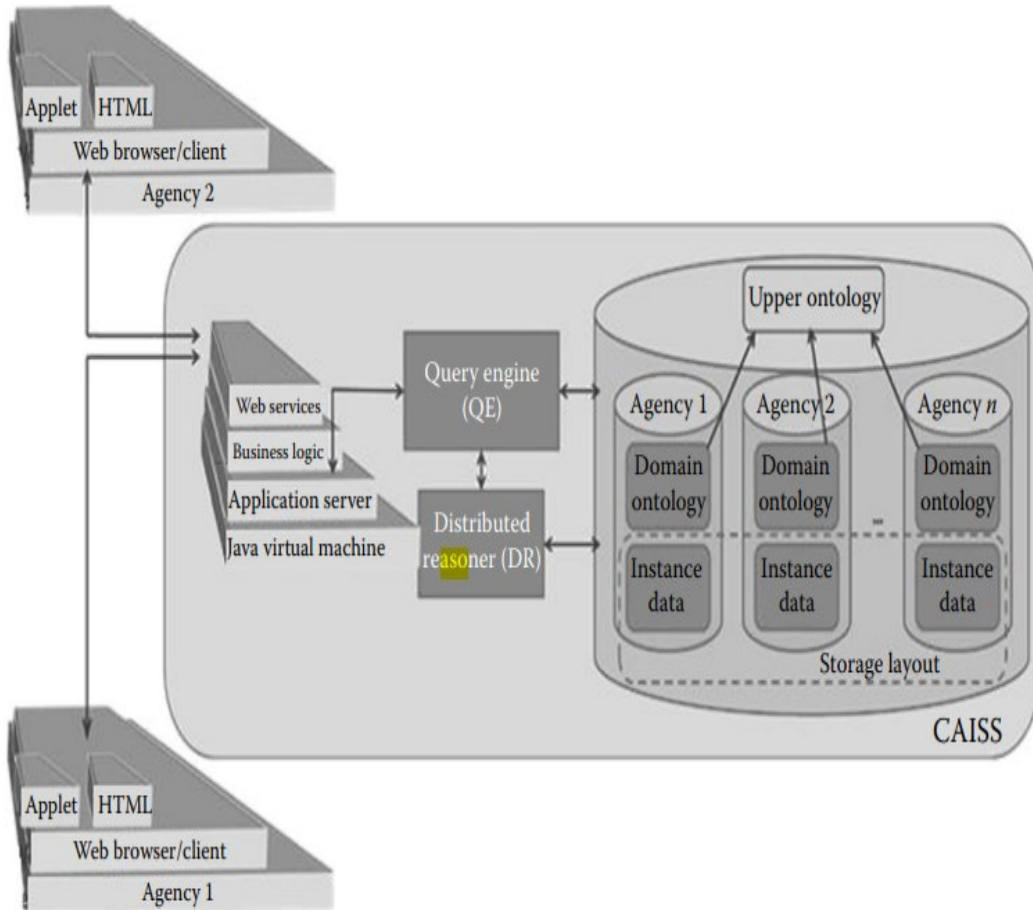 Applet
HTML
Web browser/client
Agency 2
Upper ontology
Web services
Business logic
Application server
Java virtual machine
Query engine
(QE)
Distributed
reasoner (DR)
Agency 1
Agency 2
Agency n
Domain
ontology
Domain
ontology
Domain
ontology
...
Instance
data
Instance
data
Instance
data
Storage layout
CAISS
Applet
HTML
Web browser/client
Agency 1